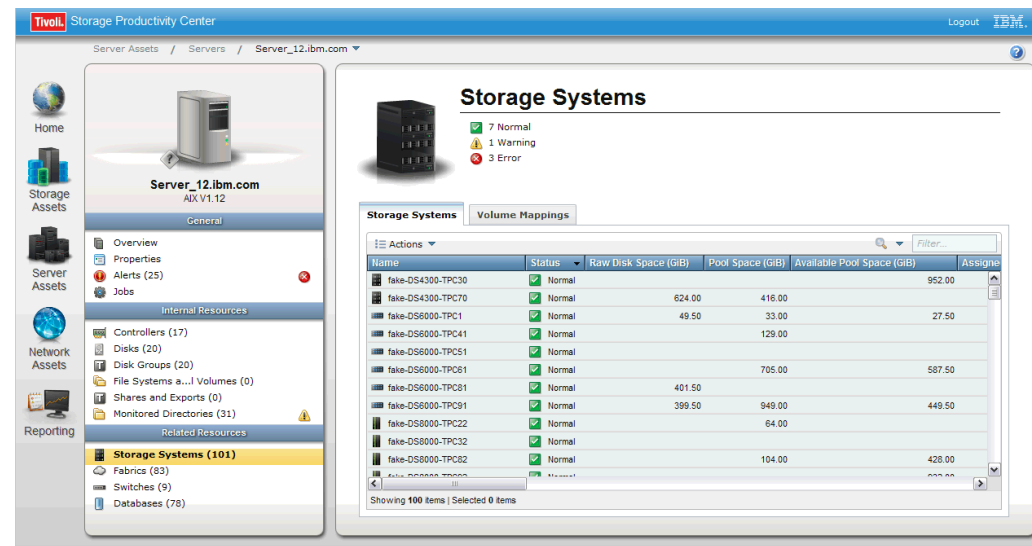 Tivoli. Storage Productivity Center
Logout IBM.
Server Assets / Servers / Server_12.ibm.com
Home
Storage Assets
Server Assets
Network Assets
Reporting
Server_12.ibm.com
AIX V1.12
General
Overview
Properties
Alerts (25)
Jobs
Internal Resources
Controllers (17)
Disks (20)
Disk Groups (20)
File Systems a...l Volumes (0)
Shares and Exports (0)
Monitored Directories (31)
Related Resources
Storage Systems (101)
Fabrics (83)
Switches (9)
Databases (78)
Storage Systems
7 Normal
1 Warning
3 Error
Storage Systems Volume Mappings
Actions Filter...
Name Status Raw Disk Space (GiB) Pool Space (GiB) Available Pool Space (GiB) Assigne
fake-DS4300-TPC30 Normal 952.00
fake-DS4300-TPC70 Normal 624.00 416.00
fake-DS6000-TPC1 Normal 49.50 33.00 27.50
fake-DS6000-TPC41 Normal 129.00
fake-DS6000-TPC51 Normal
fake-DS6000-TPC61 Normal 705.00 587.50
fake-DS6000-TPC81 Normal 401.50
fake-DS6000-TPC91 Normal 399.50 949.00 449.50
fake-DS8000-TPC22 Normal 64.00
fake-DS8000-TPC32 Normal
fake-DS8000-TPC82 Normal 104.00 428.00
Showing 100 items | Selected 0 items